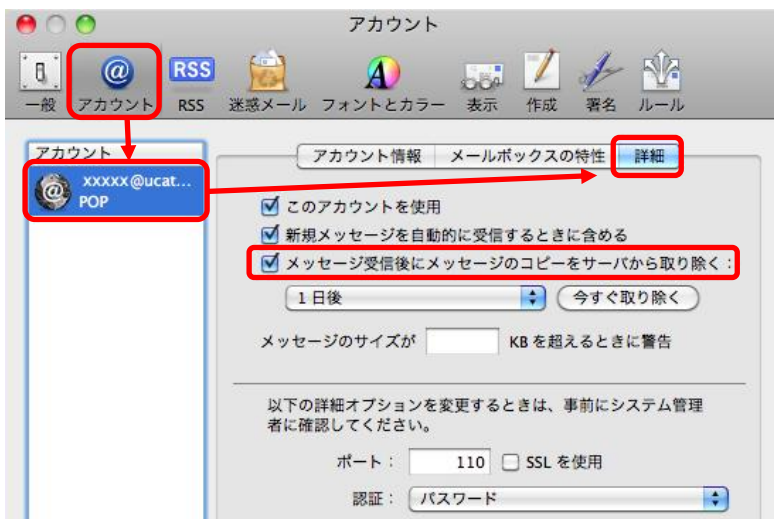 アカウント
RSS
一般 アカウント RSS 迷惑メール フォントとカラー 表示 作成 署名 ルール
アカウント
xxxxx@ucat...
POP
アカウント情報 メールボックスの特性 詳細
このアカウントを使用
新規メッセージを自動的に受信するときに含める
メッセージ受信後にメッセージのコピーをサーバから取り除く：
1 日後 今すぐ取り除く
メッセージのサイズが KB を超えるときに警告
以下の詳細オプションを変更するときは、事前にシステム管理
者に確認してください。
ポート： 110 SSL を使用
認証： パスワード